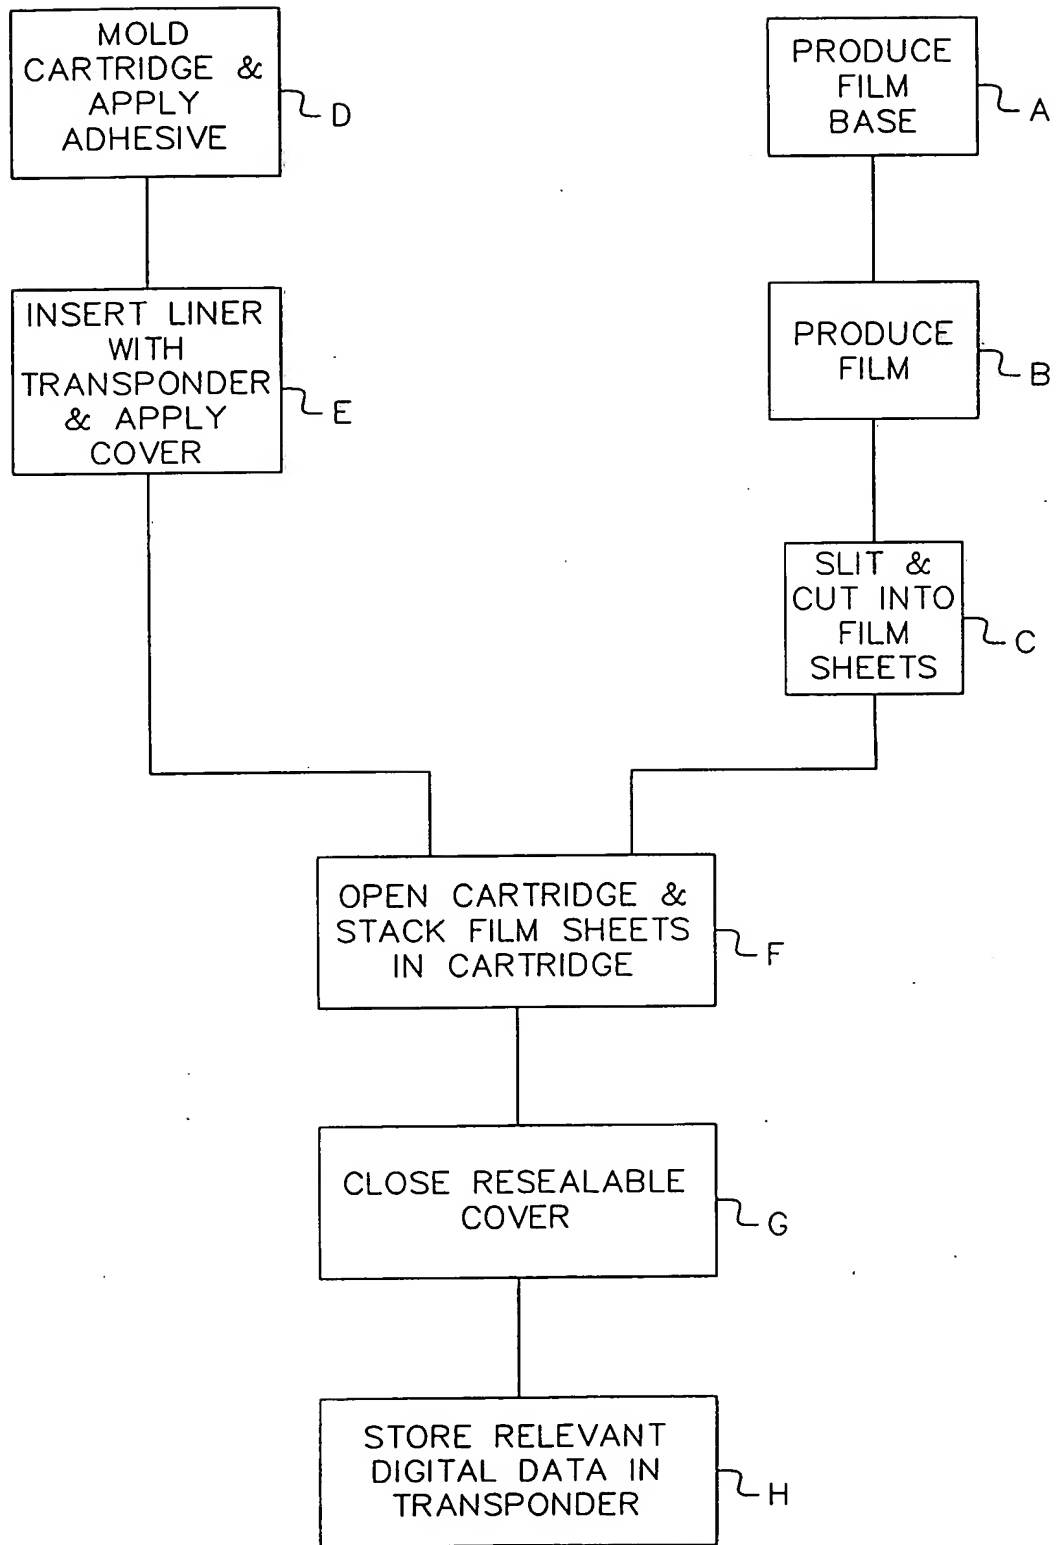 MOLD
CARTRIDGE &
APPLY
ADHESIVE
D
PRODUCE
FILM
BASE
A
INSERT LINER
WITH
TRANSPONDER
& APPLY
COVER
E
PRODUCE
FILM
B
SLIT &
CUT INTO
FILM
SHEETS
C
OPEN CARTRIDGE &
STACK FILM SHEETS
IN CARTRIDGE
F
CLOSE RESEALABLE
COVER
G
STORE RELEVANT
DIGITAL DATA IN
TRANSPONDER
H